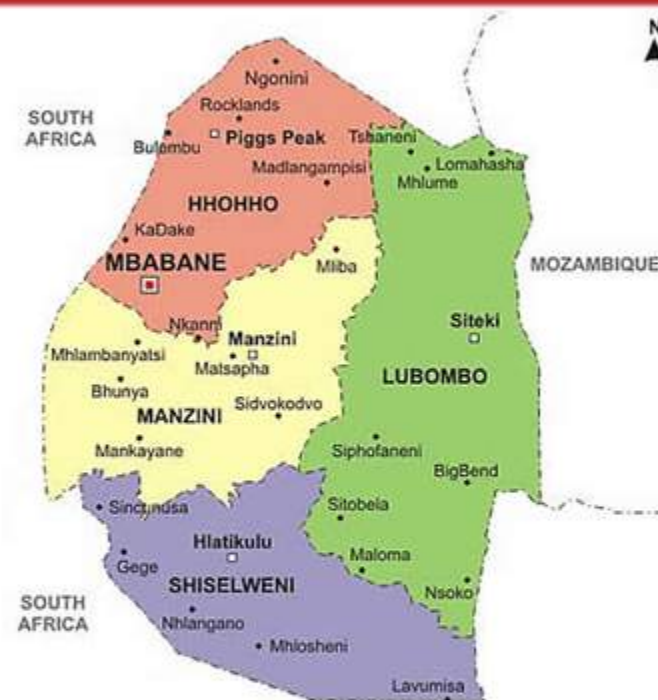 N
Ngonini
SOUTH
AFRICA
Rocklands
Piggs Peak
Tshaneni
Bulembu
Lomahasha
Madlangampisi
Mhlume
HHOHHO
KaDake
MBABANE
Mliba
MOZAMBIQUE
Siteki
Nkanni
Manzini
Mhlambanyatsi
Matsapha
LUBOMBO
Bhunya
Sidvokodvo
MANZINI
Mankayane
Siphofaneni
BigBend
Sitobela
Hlatikulu
Maloma
Gege
SHISELWENI
Nsoko
SOUTH
AFRICA
Nhlangano
Mhlosheni
Lavumisa